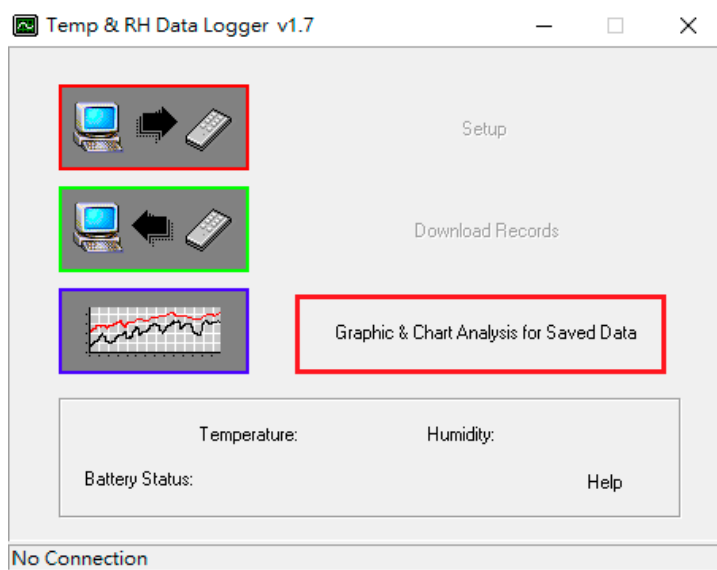 Temp & RH Data Logger v1.7
Setup
Download Records
Graphic & Chart Analysis for Saved Data
Temperature: Humidity:
Battery Status: Help
No Connection